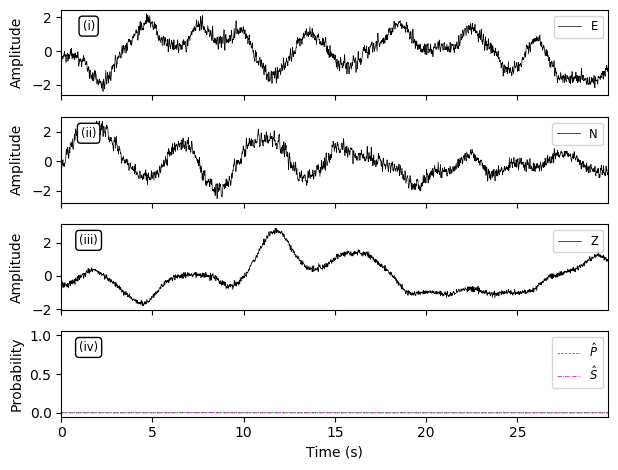 (i)
E
Amplitude
2
0
−2
(ii)
N
Amplitude
2
0
−2
(iii)
Z
Amplitude
2
0
−2
(iv)
P̂
Ŝ
Probability
1.0
0.5
0.0
0 5 10 15 20 25
Time (s)